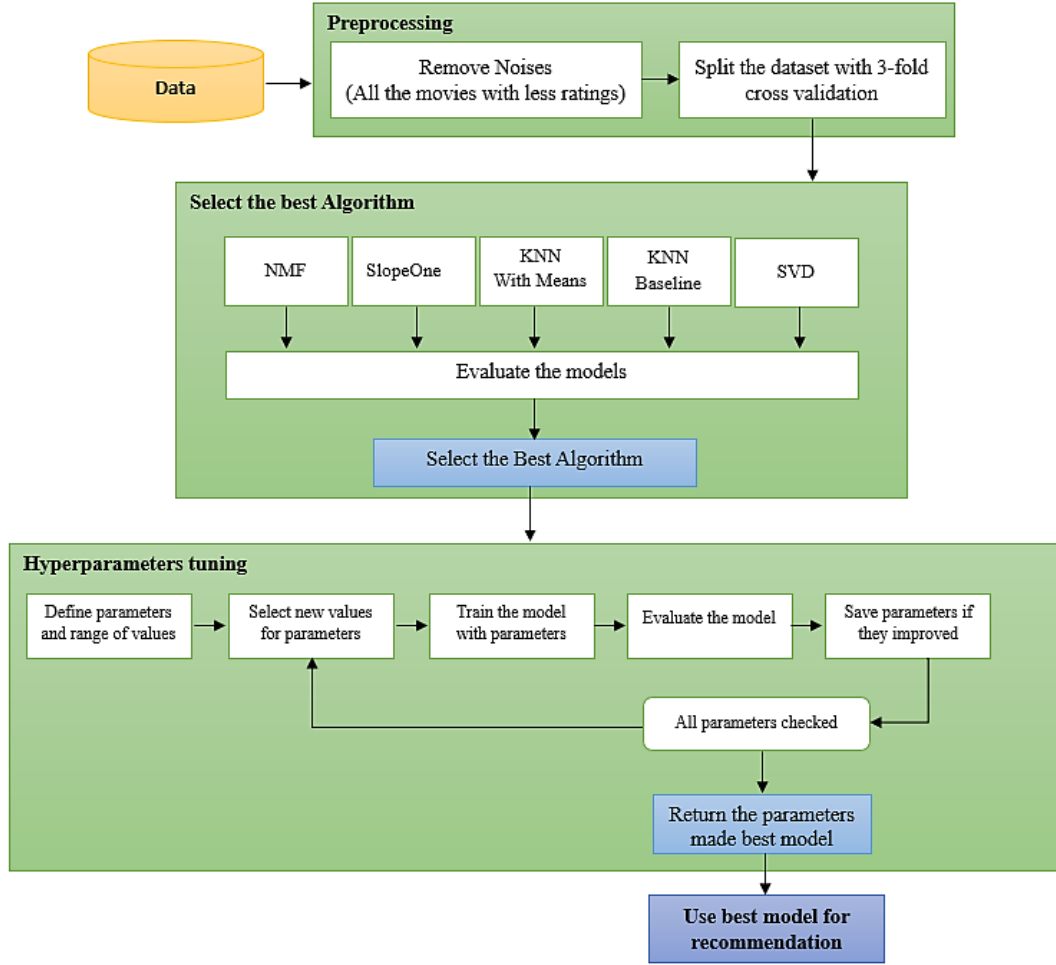 Preprocessing
Data
Remove Noises
(All the movies with less ratings)
Split the dataset with 3-fold
cross validation
Select the best Algorithm
NMF
SlopeOne
KNN
With Means
KNN
Baseline
SVD
Evaluate the models
Select the Best Algorithm
Hyperparameters tuning
Define parameters
and range of values
Select new values
for parameters
Train the model
with parameters
Evaluate the model
Save parameters if
they improved
All parameters checked
Return the parameters
made best model
Use best model for
recommendation